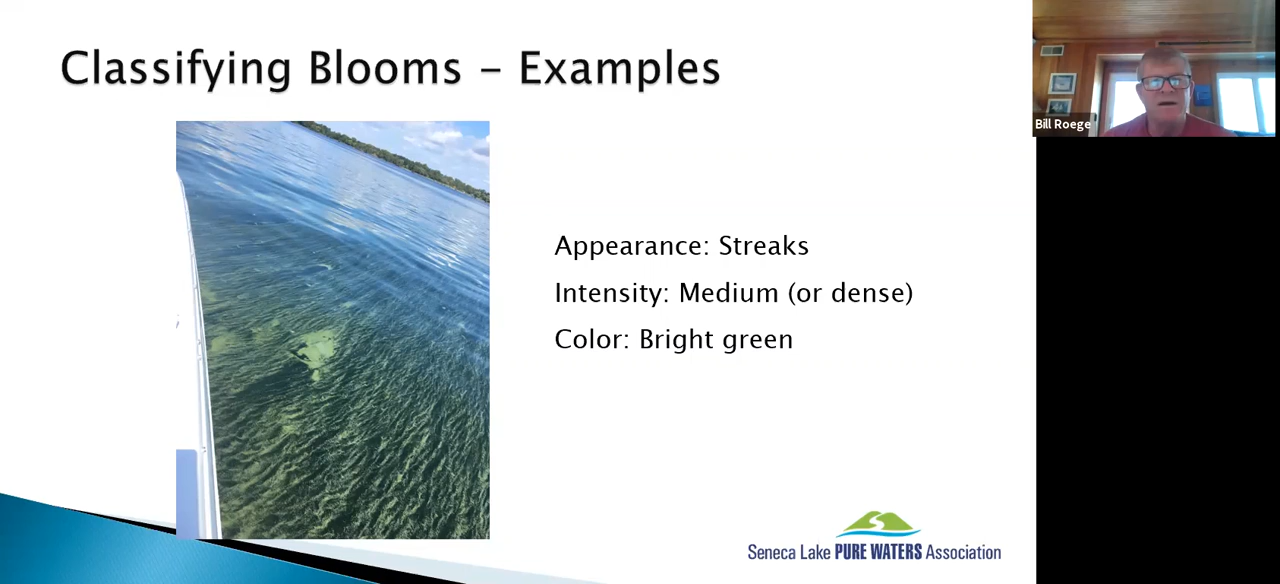 Classifying Blooms – Examples
Bill Roege
Appearance: Streaks
Intensity: Medium (or dense)
Color: Bright green
Seneca Lake PURE WATERS Association